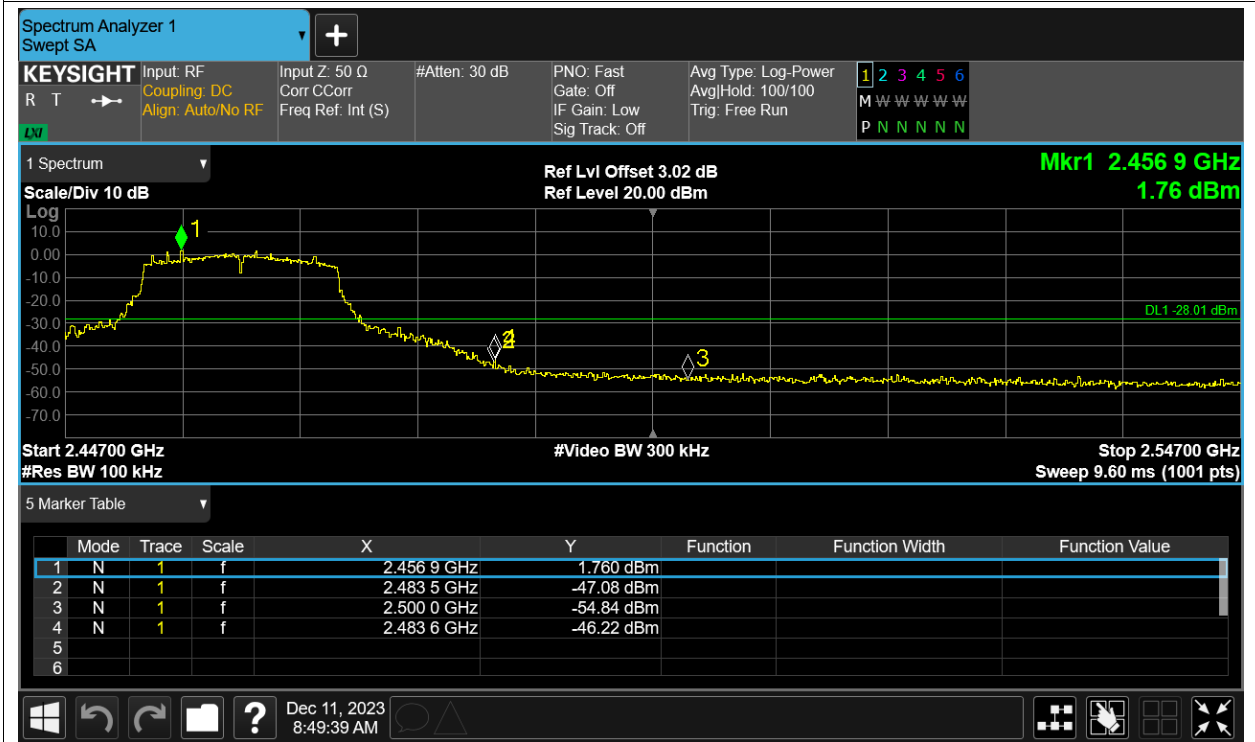 Spectrum Analyzer 1
Swept SA
KEYSIGHT
R T
LXI
Input: RF
Coupling: DC
Align: Auto/No RF
Input Z: 50 Ω
Corr CCorr
Freq Ref: Int (S)
#Atten: 30 dB
PNO: Fast
Gate: Off
IF Gain: Low
Sig Track: Off
Avg Type: Log-Power
Avg|Hold: 100/100
Trig: Free Run
1 2 3 4 5 6
M W W W W W
P N N N N N
1 Spectrum
Scale/Div 10 dB
Ref Lvl Offset 3.02 dB
Ref Level 20.00 dBm
Mkr1 2.456 9 GHz
1.76 dBm
Log
10.0
0.00
-10.0
-20.0
-30.0
-40.0
-50.0
-60.0
-70.0
1
DL1 -28.01 dBm
3
Start 2.44700 GHz
#Video BW 300 kHz
Stop 2.54700 GHz
#Res BW 100 kHz
Sweep 9.60 ms (1001 pts)
5 Marker Table
Mode Trace Scale X Y Function Function Width Function Value
1 N 1 f 2.456 9 GHz 1.760 dBm
2 N 1 f 2.483 5 GHz -47.08 dBm
3 N 1 f 2.500 0 GHz -54.84 dBm
4 N 1 f 2.483 6 GHz -46.22 dBm
5
6
?
Dec 11, 2023
8:49:39 AM